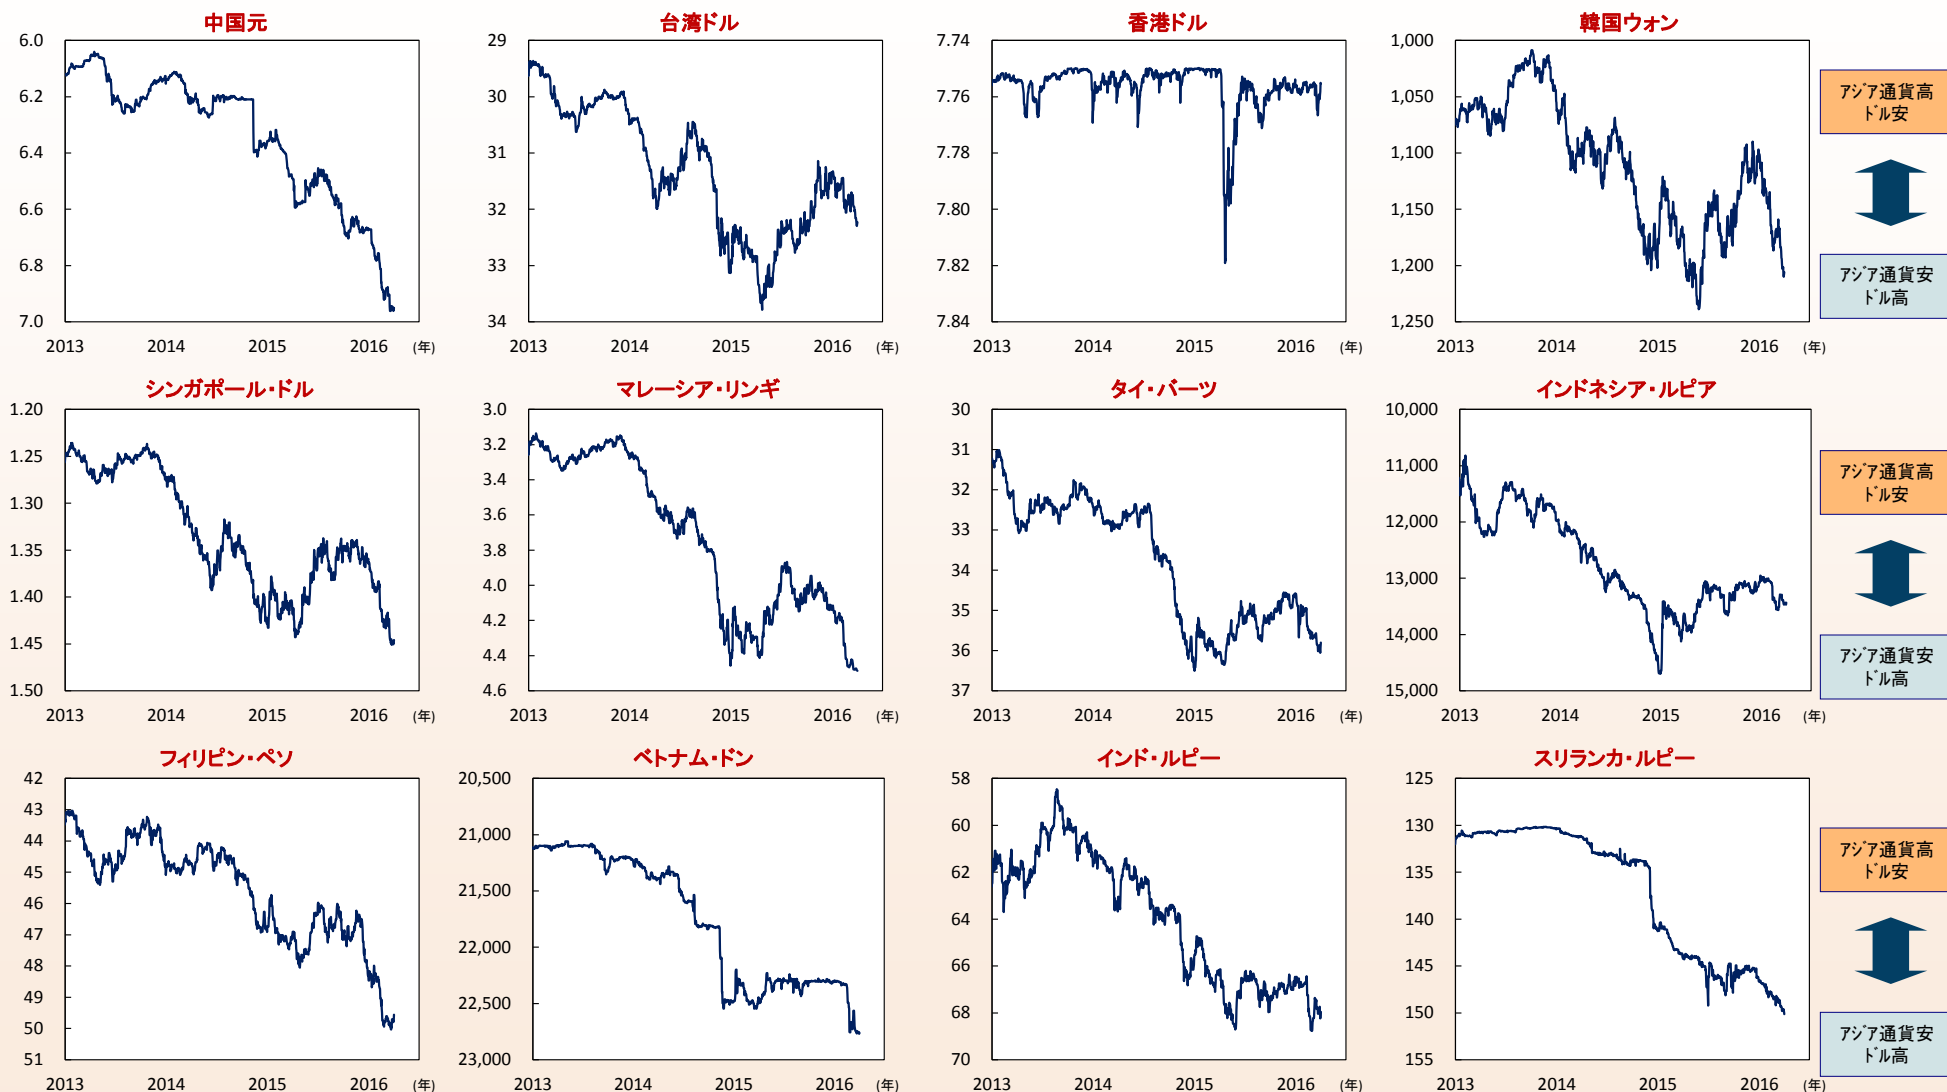 中国元
6.0
6.2
6.4
6.6
6.8
7.0
2013 2014 2015 2016 (年)
台湾ドル
29
30
31
32
33
34
2013 2014 2015 2016 (年)
香港ドル
7.74
7.76
7.78
7.80
7.82
7.84
2013 2014 2015 2016 (年)
韓国ウォン
1,000
1,050
1,100
1,150
1,200
1,250
2013 2014 2015 2016 (年)
アジア通貨高
ドル安
アジア通貨安
ドル高
シンガポール・ドル
1.20
1.25
1.30
1.35
1.40
1.45
1.50
2013 2014 2015 2016 (年)
マレーシア・リンギ
3.0
3.2
3.4
3.6
3.8
4.0
4.2
4.4
4.6
2013 2014 2015 2016 (年)
タイ・バーツ
30
31
32
33
34
35
36
37
2013 2014 2015 2016 (年)
インドネシア・ルピア
10,000
11,000
12,000
13,000
14,000
15,000
2013 2014 2015 2016 (年)
アジア通貨高
ドル安
アジア通貨安
ドル高
フィリピン・ペソ
42
43
44
45
46
47
48
49
50
51
2013 2014 2015 2016 (年)
ベトナム・ドン
20,500
21,000
21,500
22,000
22,500
23,000
2013 2014 2015 2016 (年)
インド・ルピー
58
60
62
64
66
68
70
2013 2014 2015 2016 (年)
スリランカ・ルピー
125
130
135
140
145
150
155
2013 2014 2015 2016 (年)
アジア通貨高
ドル安
アジア通貨安
ドル高